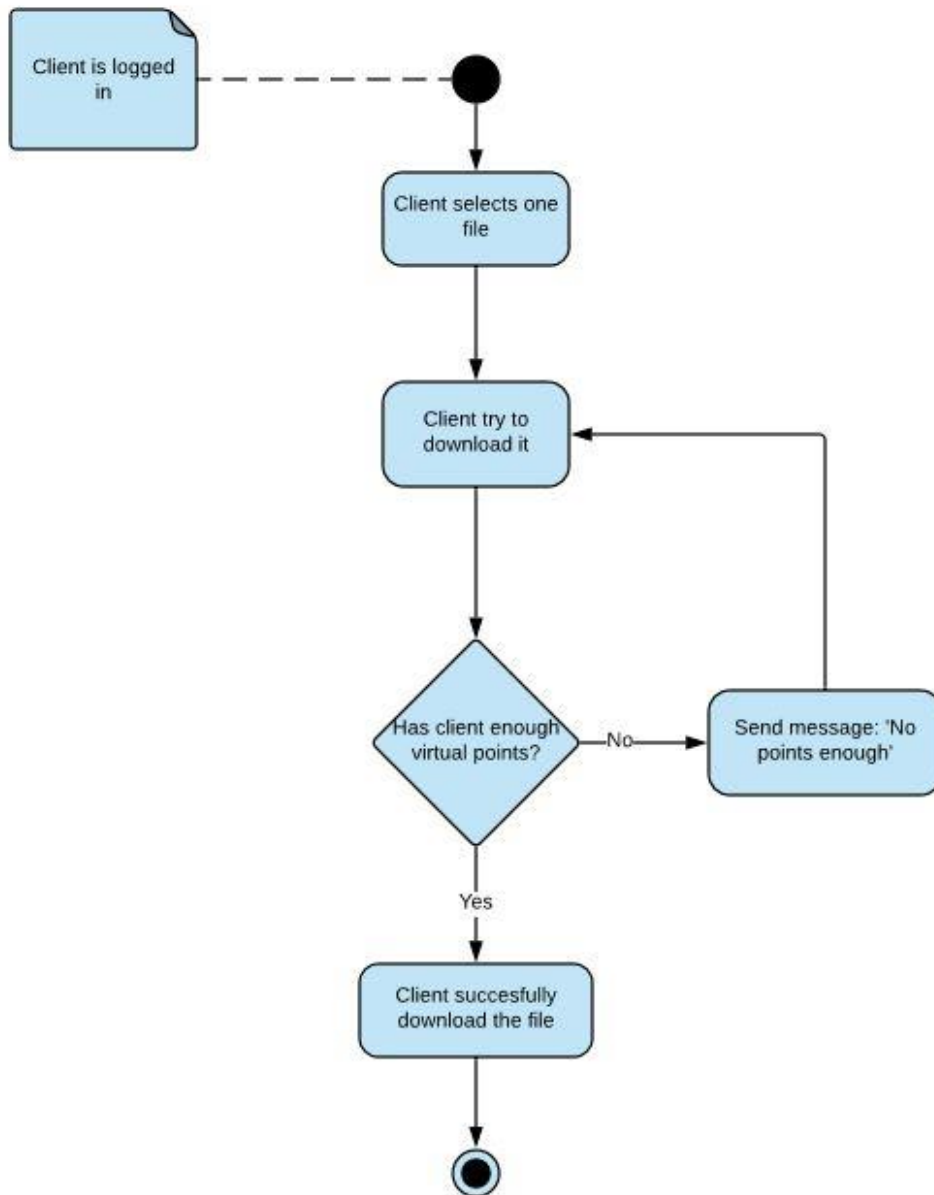 Client is logged
in
Client selects one
file
Client try to
download it
Has client enough
virtual points?
No
Send message: 'No
points enough'
Yes
Client succesfully
download the file